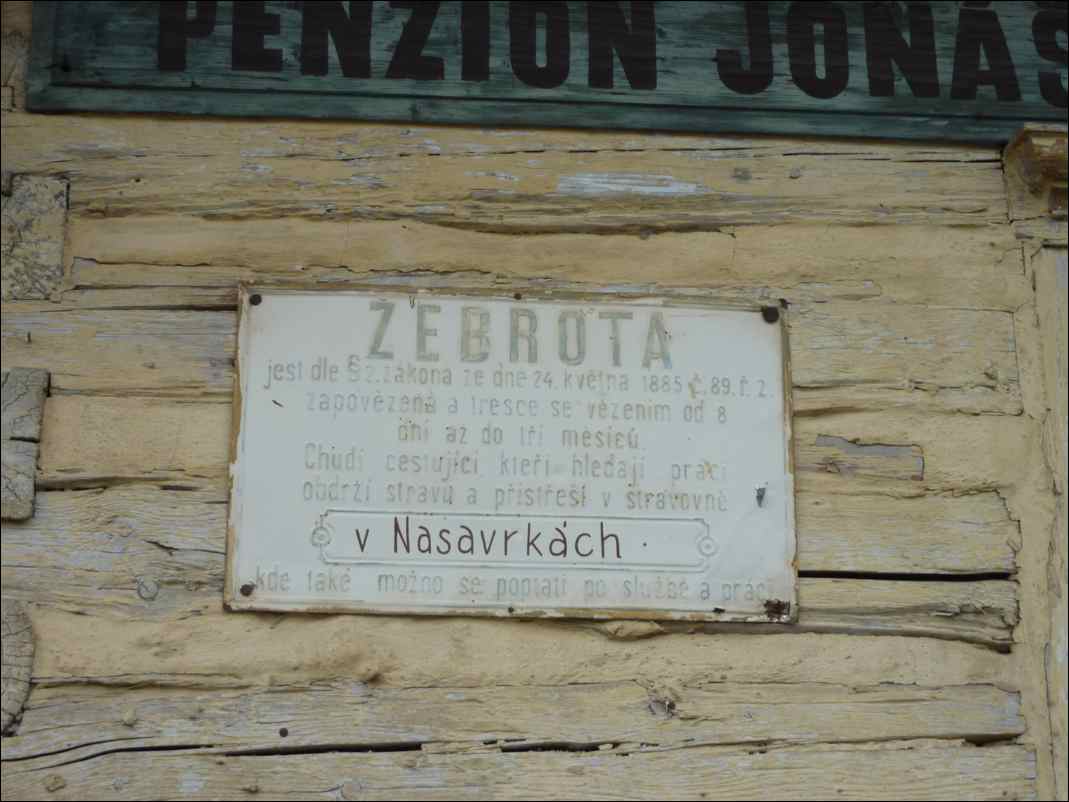 PENZION JONÁŠ
ŽEBROTA
jest dle § 2. zákona ze dne 24. května 1885 č. 89. ř. z.
zapovězena a tresce se vězením od 8
dní až do tří měsíců.
Chudí cestující kteří hledají práci
obdrží stravu a přístřeší v stravovně
v Nasavrkách
kde také možno se poptati po službě a práci